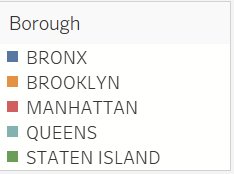 Borough
BRONX
BROOKLYN
MANHATTAN
QUEENS
STATEN ISLAND